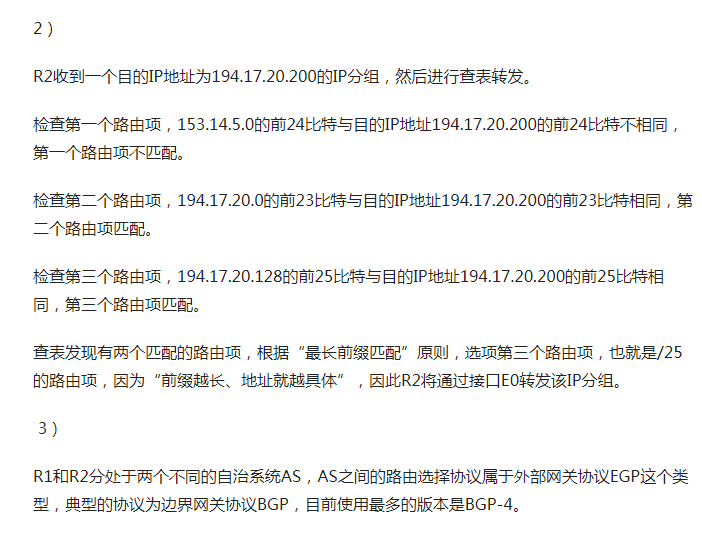 2）
R2收到一个目的IP地址为194.17.20.200的IP分组，然后进行查表转发。
检查第一个路由项，153.14.5.0的前24比特与目的IP地址194.17.20.200的前24比特不相同，
第一个路由项不匹配。
检查第二个路由项，194.17.20.0的前23比特与目的IP地址194.17.20.200的前23比特相同，第
二个路由项匹配。
检查第三个路由项，194.17.20.128的前25比特与目的IP地址194.17.20.200的前25比特相
同，第三个路由项匹配。
查表发现有两个匹配的路由项，根据“最长前缀匹配”原则，选项第三个路由项，也就是/25
的路由项，因为“前缀越长、地址就越具体”，因此R2将通过接口E0转发该IP分组。
3）
R1和R2分处于两个不同的自治系统AS，AS之间的路由选择协议属于外部网关协议EGP这个类
型，典型的协议为边界网关协议BGP，目前使用最多的版本是BGP-4。